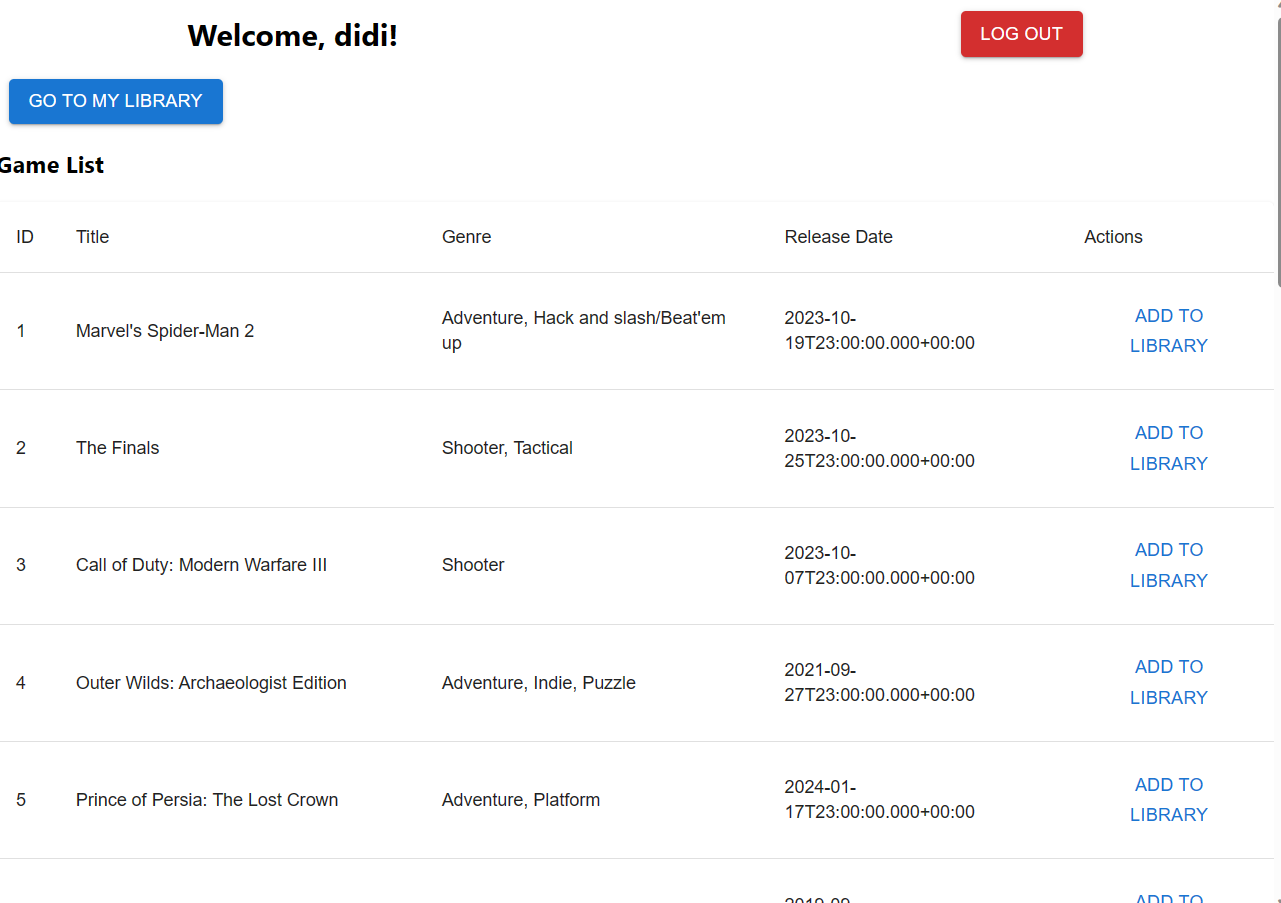 Welcome, didi!
LOG OUT
GO TO MY LIBRARY
Game List
ID Title Genre Release Date Actions
1 Marvel's Spider-Man 2 Adventure, Hack and slash/Beat'em up 2023-10-19T23:00:00.000+00:00 ADD TO LIBRARY
2 The Finals Shooter, Tactical 2023-10-25T23:00:00.000+00:00 ADD TO LIBRARY
3 Call of Duty: Modern Warfare III Shooter 2023-10-07T23:00:00.000+00:00 ADD TO LIBRARY
4 Outer Wilds: Archaeologist Edition Adventure, Indie, Puzzle 2021-09-27T23:00:00.000+00:00 ADD TO LIBRARY
5 Prince of Persia: The Lost Crown Adventure, Platform 2024-01-17T23:00:00.000+00:00 ADD TO LIBRARY
2019-09- ADD TO